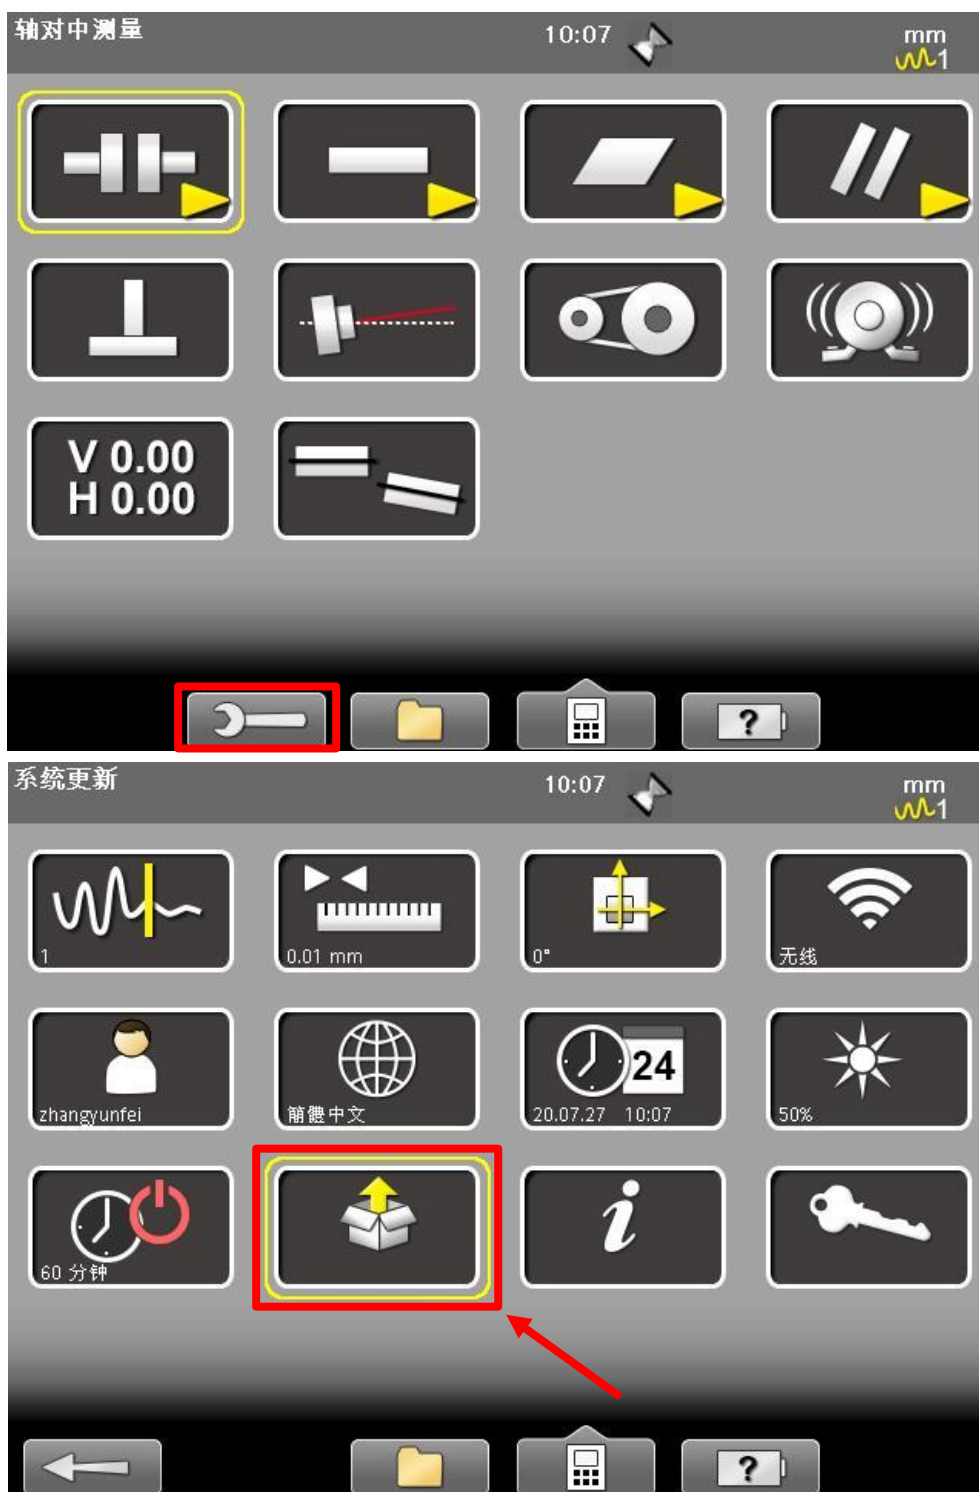 轴对中测量 10:07 mm
1
V 0.00
H 0.00
?
系统更新 10:07 mm
1
1 0.01 mm 0° 无线
24
zhangyunfei 簡體中文 20.07.27 10:07 50%
i
60 分钟
?